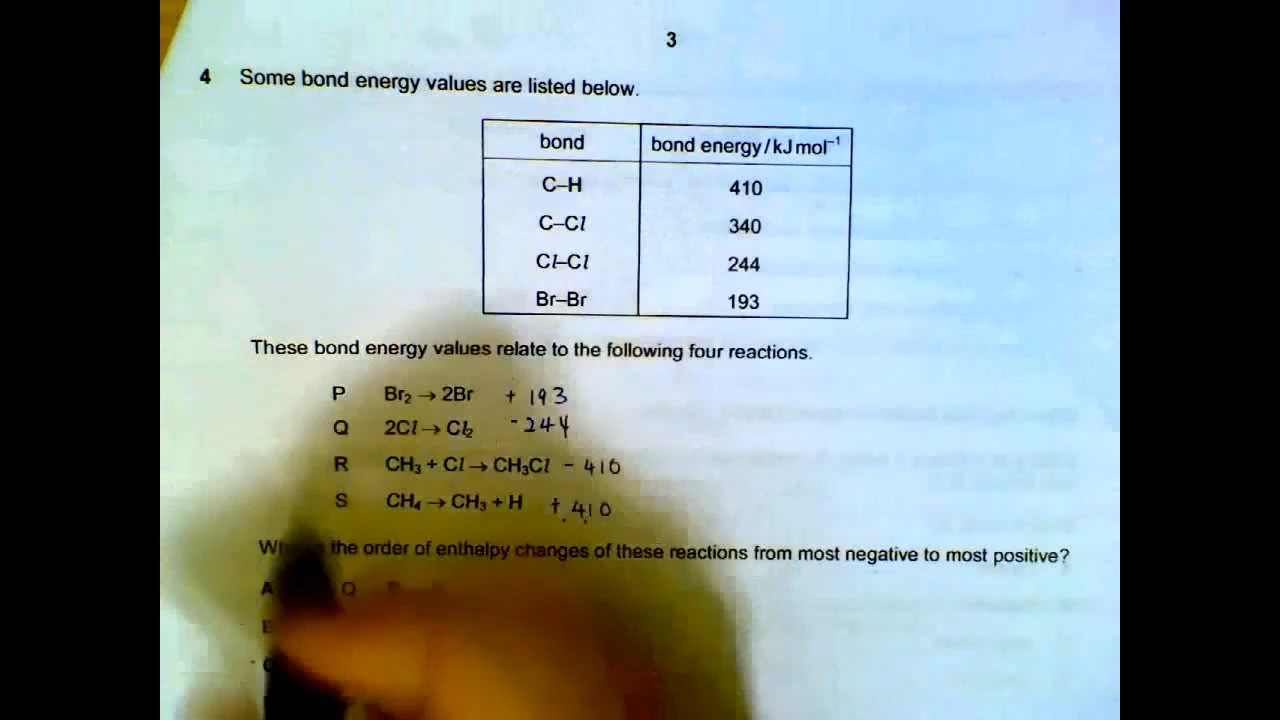 3
4 Some bond energy values are listed below.
bond bond energy/kJ mol⁻¹
C–H 410
C–Cl 340
Cl–Cl 244
Br–Br 193
These bond energy values relate to the following four reactions.
P Br₂ → 2Br + 193
Q 2Cl → Cl₂ - 244
R CH₃ + Cl → CH₃Cl - 410
S CH₄ → CH₃ + H + 410
the order of enthalpy changes of these reactions from most negative to most positive?
A Q